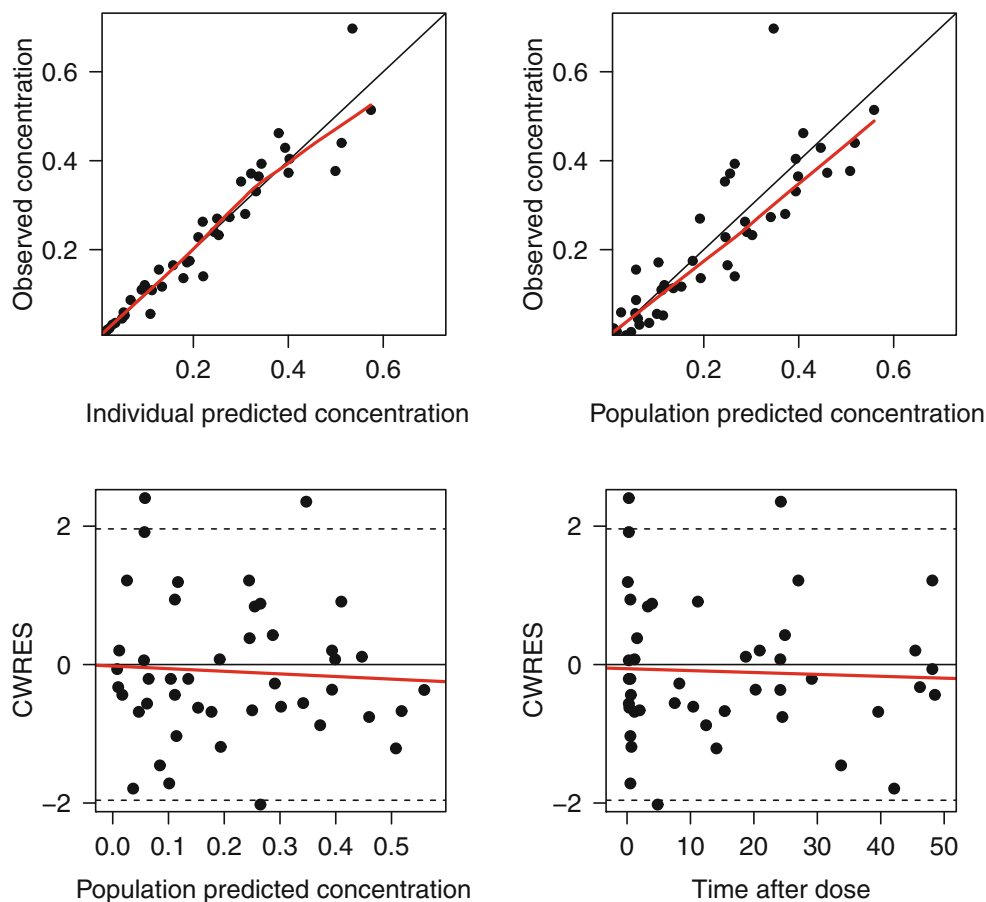 Observed concentration
0.6
0.4
0.2
0.2 0.4 0.6
Individual predicted concentration
Observed concentration
0.6
0.4
0.2
0.2 0.4 0.6
Population predicted concentration
CWRES
2
0
−2
0.0 0.1 0.2 0.3 0.4 0.5
Population predicted concentration
CWRES
2
0
−2
0 10 20 30 40 50
Time after dose